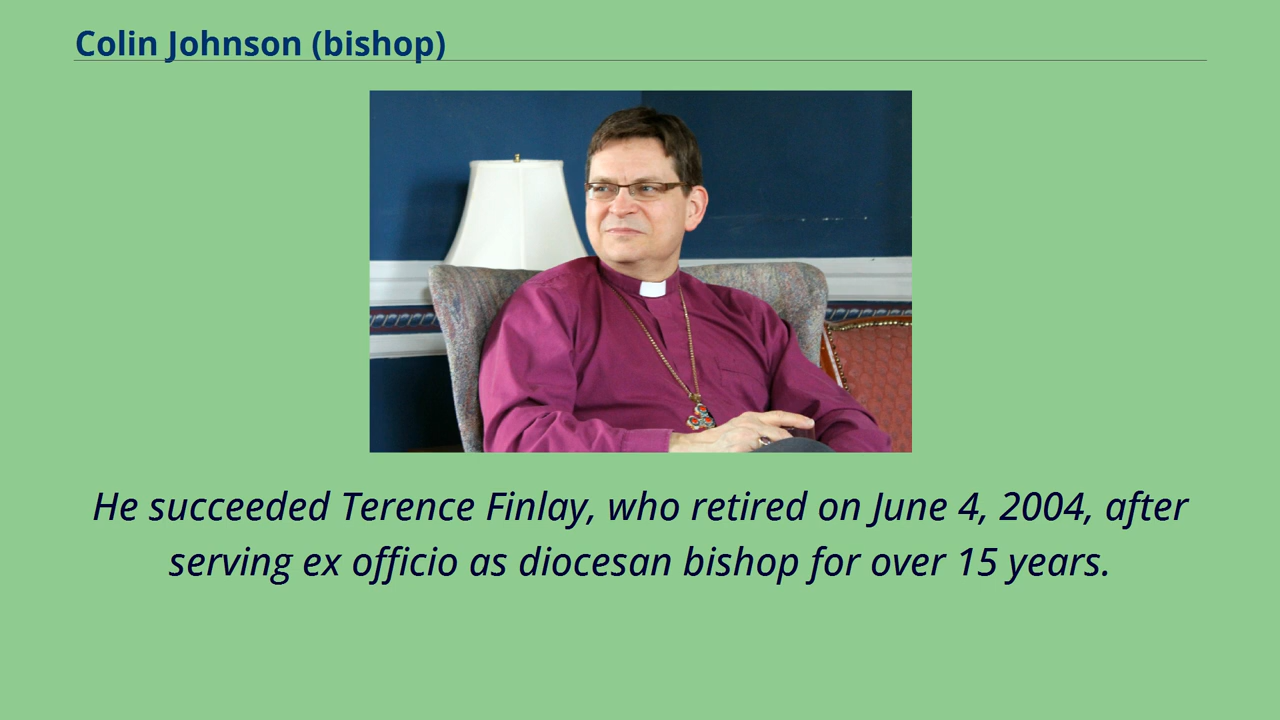 Colin Johnson (bishop)
He succeeded Terence Finlay, who retired on June 4, 2004, after
serving ex officio as diocesan bishop for over 15 years.